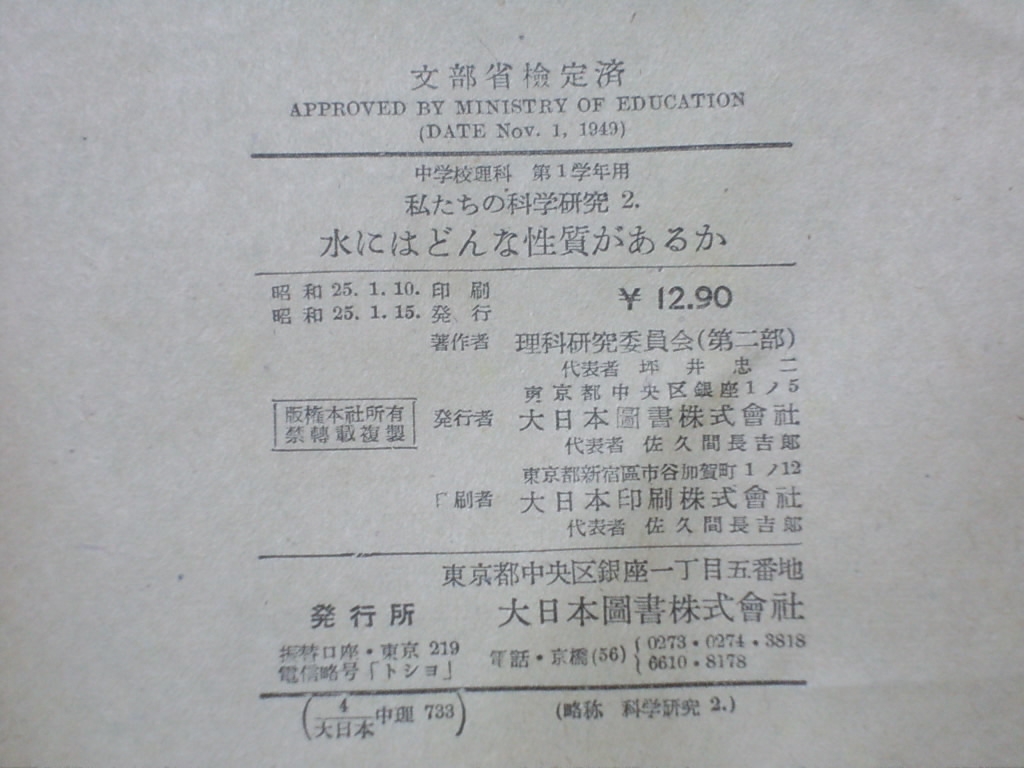 文部省檢定済
APPROVED BY MINISTRY OF EDUCATION
(DATE Nov. 1, 1949)
中学校理科 第1学年用
私たちの科学研究 2.
水にはどんな性質があるか
昭和 25. 1. 10. 印刷
昭和 25. 1. 15. 発行
¥ 12.90
著作者 理科研究委員会(第二部)
代表者 坪井忠二
東京都中央区銀座1ノ5
版権本社所有
禁轉載複製
発行者 大日本圖書株式會社
代表者 佐久間長吉郎
東京都新宿區市谷加賀町1ノ12
印刷者 大日本印刷株式會社
代表者 佐久間長吉郎
東京都中央区銀座一丁目五番地
発行所 大日本圖書株式會社
振替口座・東京 219
電信略号「トショ」
電話・京橋(56) {0273・0274・3818
6610・8178
(4/大日本 中理 733)
(略称 科学研究 2.)